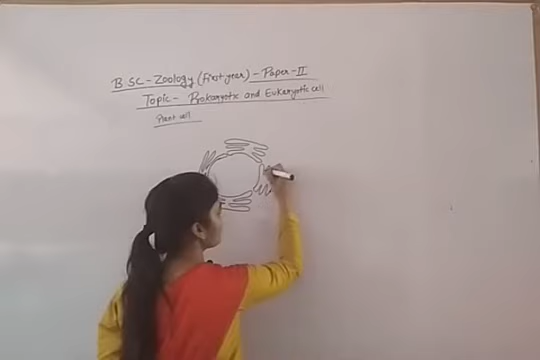 B.SC - Zoology (First year) - Paper - II
Topic - Prokaryotic and Eukaryotic cell
Plant cell